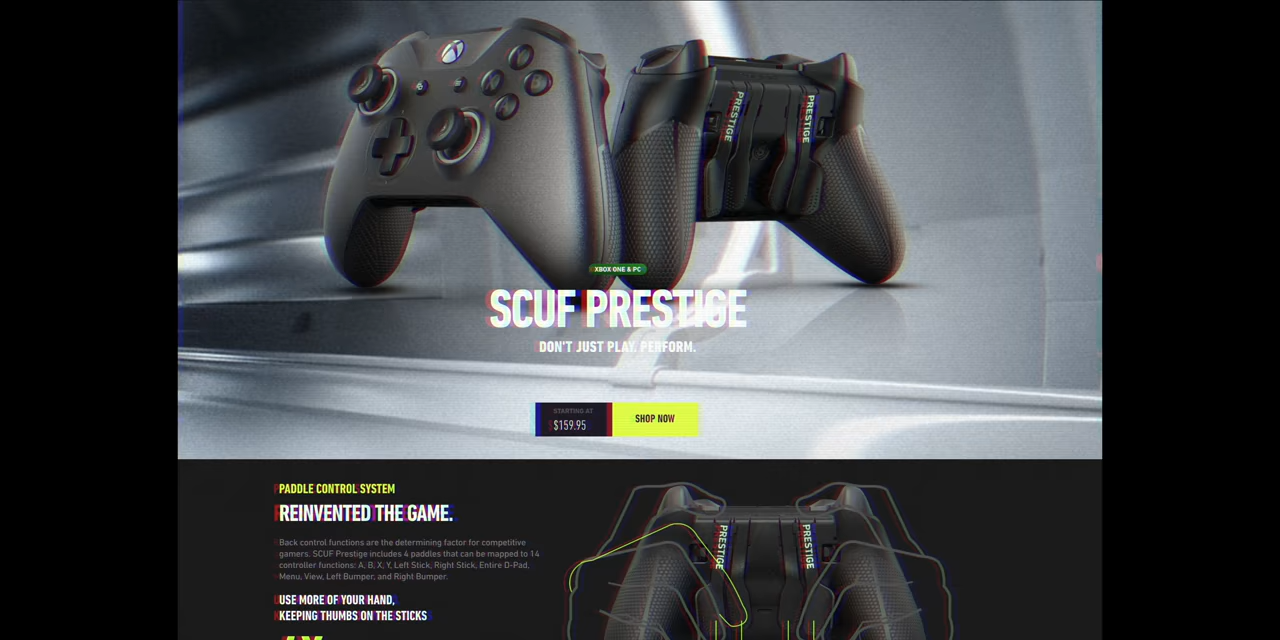 PRESTIGE
PRESTIGE
XBOX ONE & PC
SCUF PRESTIGE
DON'T JUST PLAY. PERFORM.
STARTING AT
$159.95
SHOP NOW
PADDLE CONTROL SYSTEM
REINVENTED THE GAME.
Back control functions are the determining factor for competitive
gamers. SCUF Prestige includes 4 paddles that can be mapped to 14
controller functions: A, B, X, Y, Left Stick, Right Stick, Entire D-Pad,
Menu, View, Left Bumper, and Right Bumper.
USE MORE OF YOUR HAND,
KEEPING THUMBS ON THE STICKS
PRESTIGE
PRESTIGE